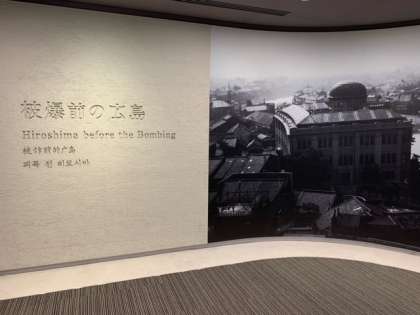 被爆前の広島
Hiroshima before the Bombing
被炸前的广岛
피폭 전 히로시마